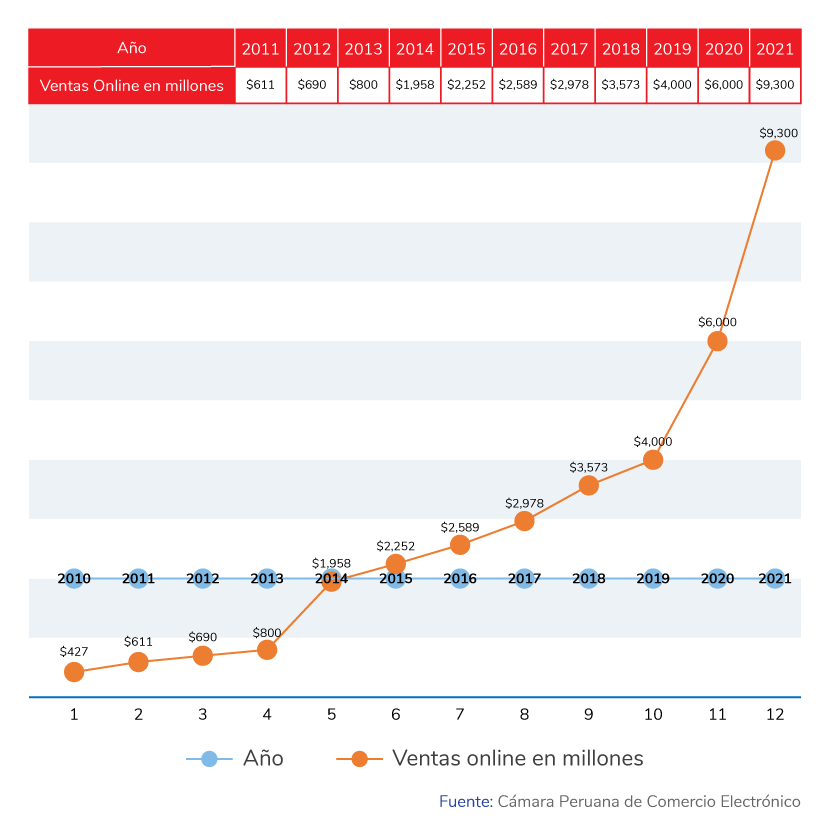 Año 2011 2012 2013 2014 2015 2016 2017 2018 2019 2020 2021
Ventas Online en millones $611 $690 $800 $1,958 $2,252 $2,589 $2,978 $3,573 $4,000 $6,000 $9,300
$9,300
$6,000
$4,000
$3,573
$2,978
$2,589
$2,252
$1,958
2010 2011 2012 2013 2014 2015 2016 2017 2018 2019 2020 2021
$800
$690
$611
$427
1 2 3 4 5 6 7 8 9 10 11 12
Año Ventas online en millones
Fuente: Cámara Peruana de Comercio Electrónico